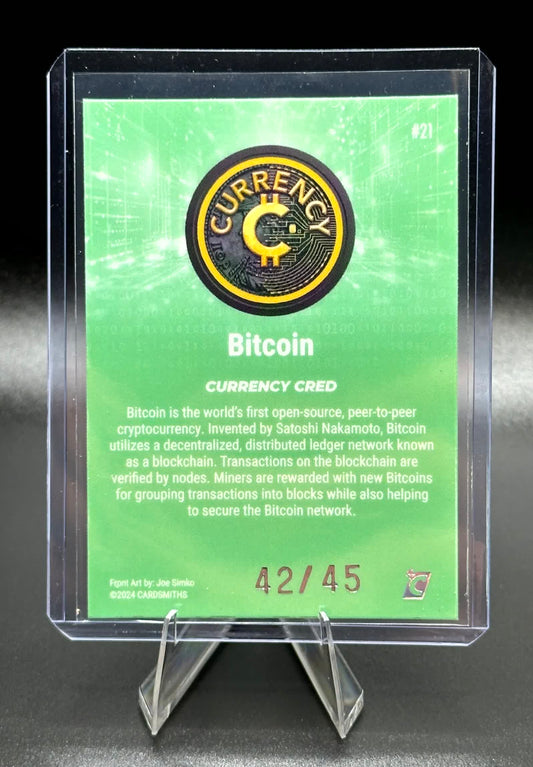 #21
CURRENCY
Bitcoin
CURRENCY CRED
Bitcoin is the world's first open-source, peer-to-peer
cryptocurrency. Invented by Satoshi Nakamoto, Bitcoin
utilizes a decentralized, distributed ledger network known
as a blockchain. Transactions on the blockchain are
verified by nodes. Miners are rewarded with new Bitcoins
for grouping transactions into blocks while also helping
to secure the Bitcoin network.
42/45
Front Art by: Joe Simko
©2024 CARDSMITHS